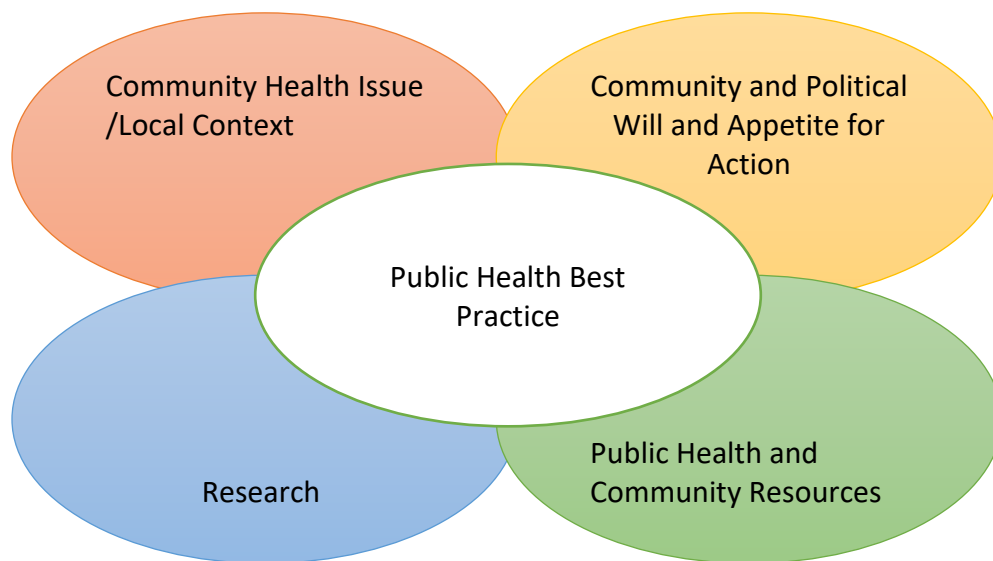 Community Health Issue
/Local Context
Community and Political
Will and Appetite for
Action
Public Health Best
Practice
Research
Public Health and
Community Resources